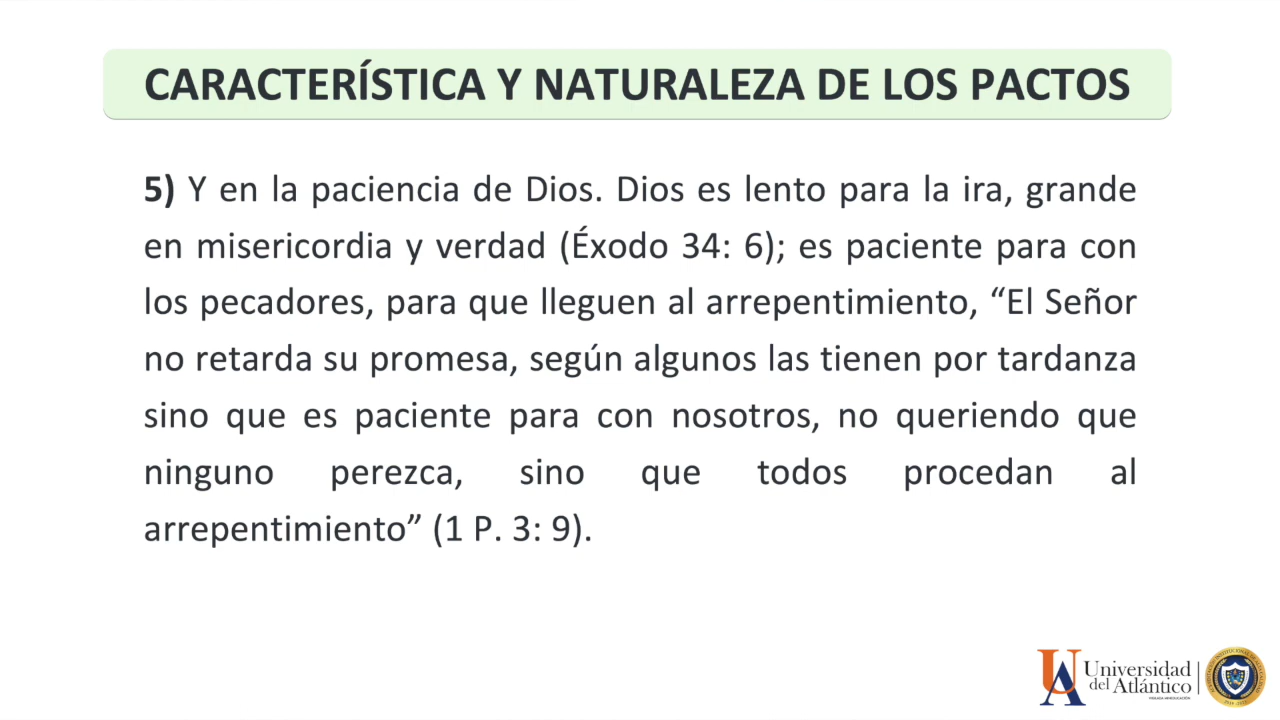 CARACTERÍSTICA Y NATURALEZA DE LOS PACTOS
5) Y en la paciencia de Dios. Dios es lento para la ira, grande
en misericordia y verdad (Éxodo 34: 6); es paciente para con
los pecadores, para que lleguen al arrepentimiento, “El Señor
no retarda su promesa, según algunos las tienen por tardanza
sino que es paciente para con nosotros, no queriendo que
ninguno perezca, sino que todos procedan al
arrepentimiento” (1 P. 3: 9).
UA
Universidad
del Atlántico